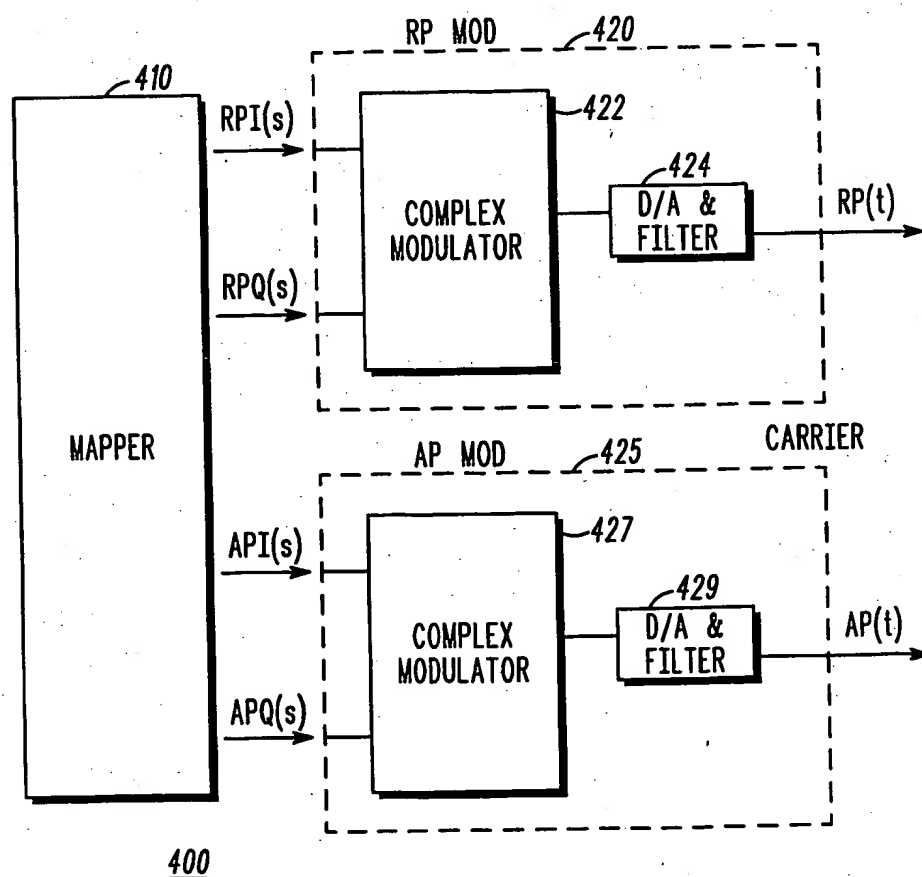 RP MOD
420
410
RPI(s)
422
424
COMPLEX
MODULATOR
D/A &
FILTER
RP(t)
RPQ(s)
MAPPER
CARRIER
AP MOD
425
API(s)
427
429
COMPLEX
MODULATOR
D/A &
FILTER
AP(t)
APQ(s)
400